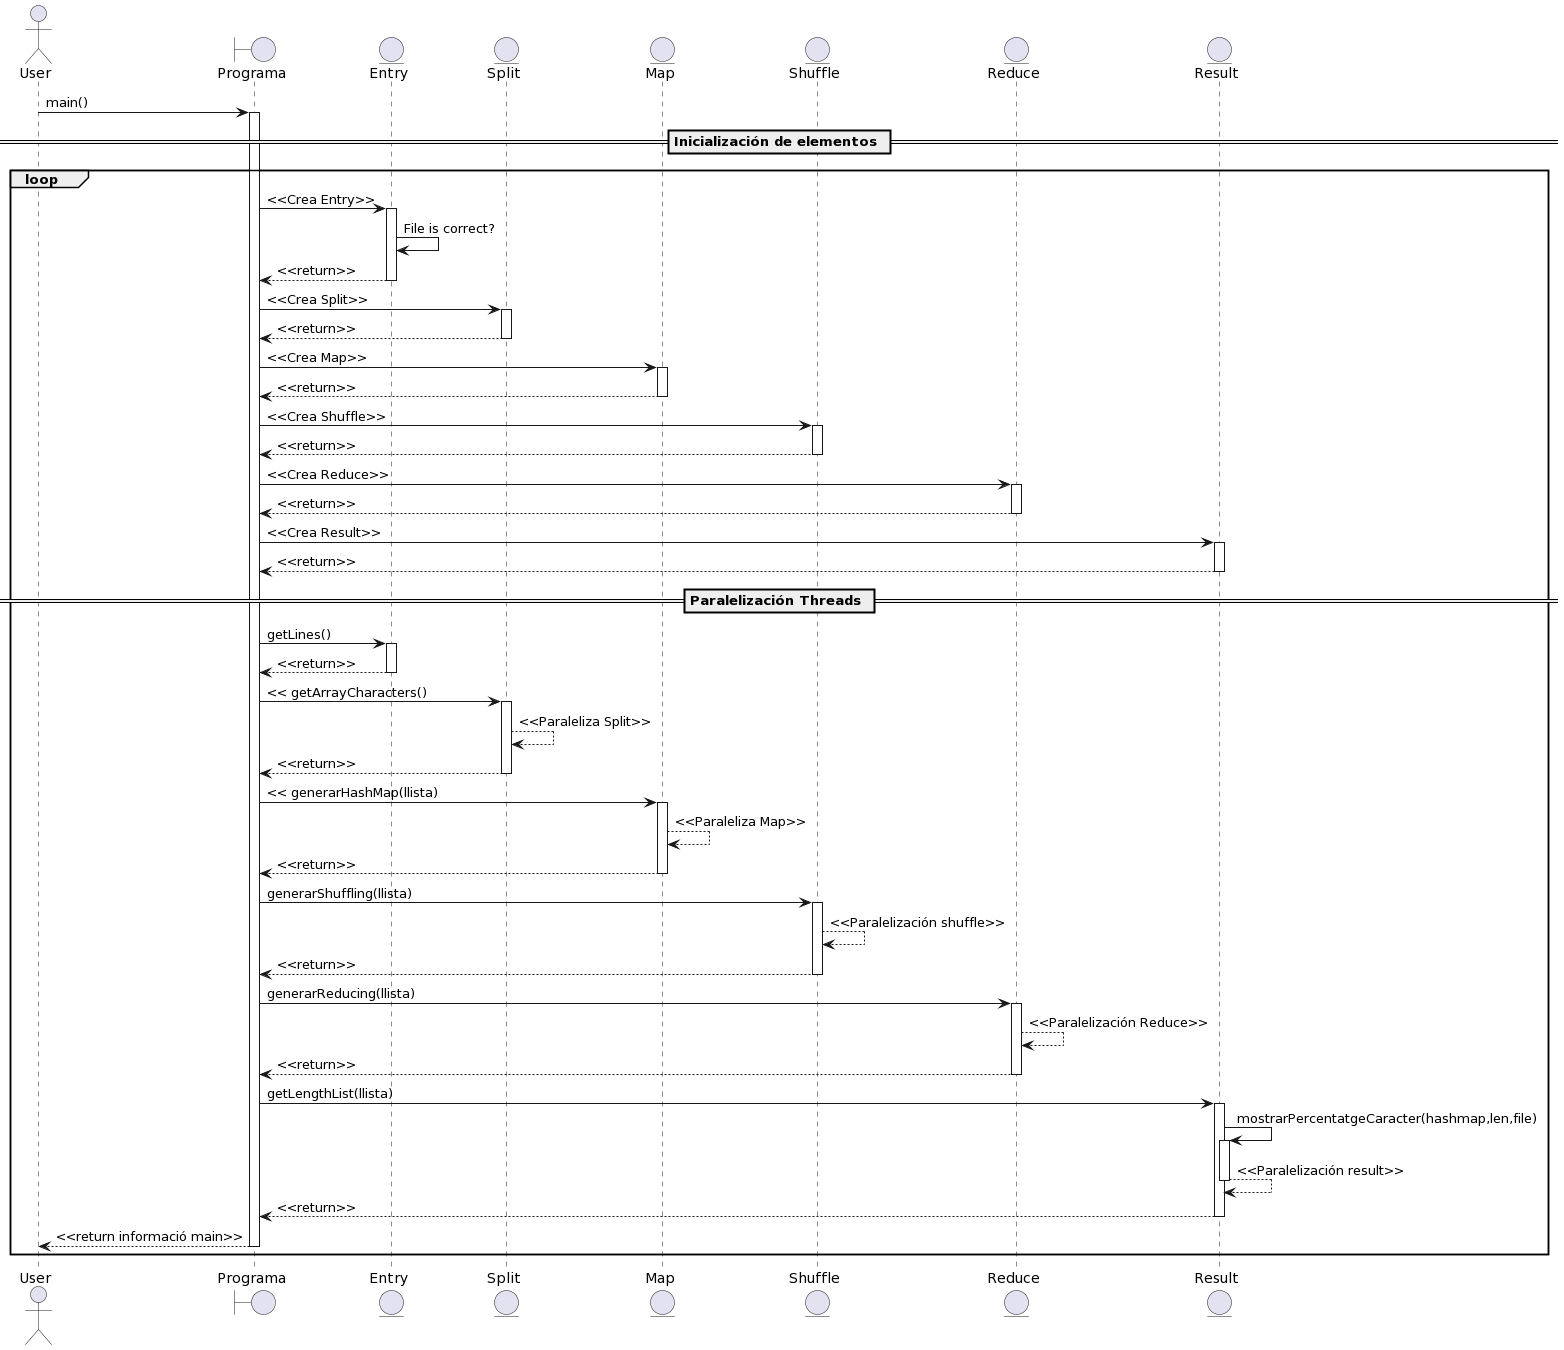 User
Programa
Entry
Split
Map
Shuffle
Reduce
Result
main()
Inicialización de elementos
loop
<<Crea Entry>>
File is correct?
<<return>>
<<Crea Split>>
<<return>>
<<Crea Map>>
<<return>>
<<Crea Shuffle>>
<<return>>
<<Crea Reduce>>
<<return>>
<<Crea Result>>
<<return>>
Paralelización Threads
getLines()
<<return>>
<< getArrayCharacters()
<<Paraleliza Split>>
<<return>>
<< generarHashMap(llista)
<<Paraleliza Map>>
<<return>>
generarShuffling(llista)
<<Paralelización shuffle>>
<<return>>
generarReducing(llista)
<<Paralelización Reduce>>
<<return>>
getLengthList(llista)
mostrarPercentatgeCaracter(hashmap,len,file)
<<Paralelización result>>
<<return>>
<<return informació main>>
User
Programa
Entry
Split
Map
Shuffle
Reduce
Result